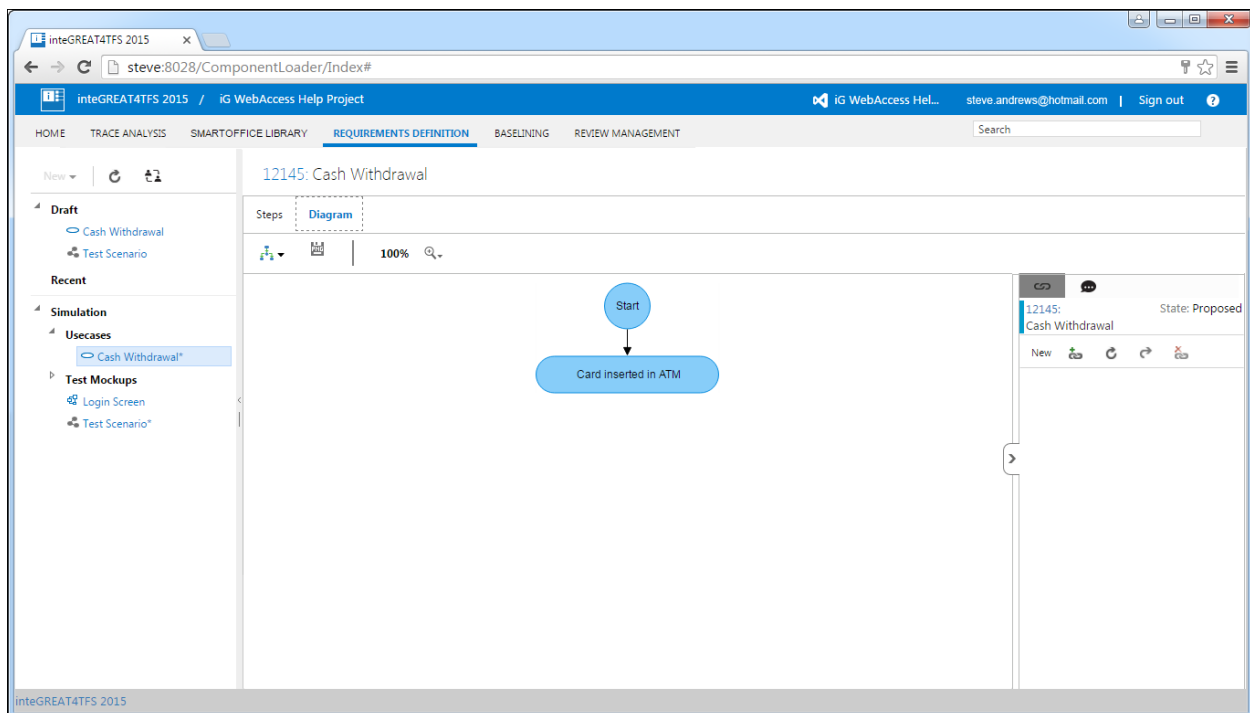 inteGREAT4TFS 2015
steve:8028/ComponentLoader/Index#
inteGREAT4TFS 2015 / iG WebAccess Help Project iG WebAccess Hel... steve.andrews@hotmail.com | Sign out ?
HOME TRACE ANALYSIS SMARTOFFICE LIBRARY REQUIREMENTS DEFINITION BASELINING REVIEW MANAGEMENT Search
New
Draft
Cash Withdrawal
Test Scenario
Recent
Simulation
Usecases
Cash Withdrawal*
Test Mockups
Login Screen
Test Scenario*
12145: Cash Withdrawal
Steps Diagram
100%
Start
Card inserted in ATM
12145: State: Proposed
Cash Withdrawal
New
inteGREAT4TFS 2015